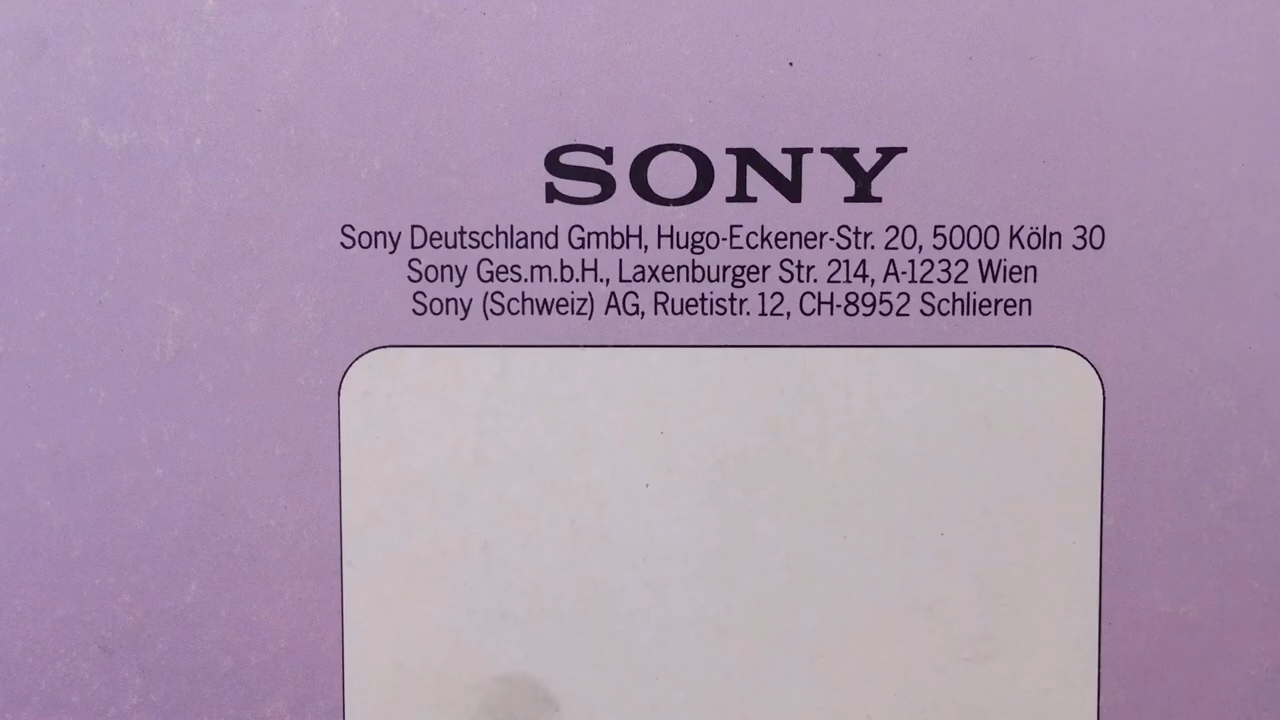 SONY
Sony Deutschland GmbH, Hugo-Eckener-Str. 20, 5000 Köln 30
Sony Ges.m.b.H., Laxenburger Str. 214, A-1232 Wien
Sony (Schweiz) AG, Ruetistr. 12, CH-8952 Schlieren